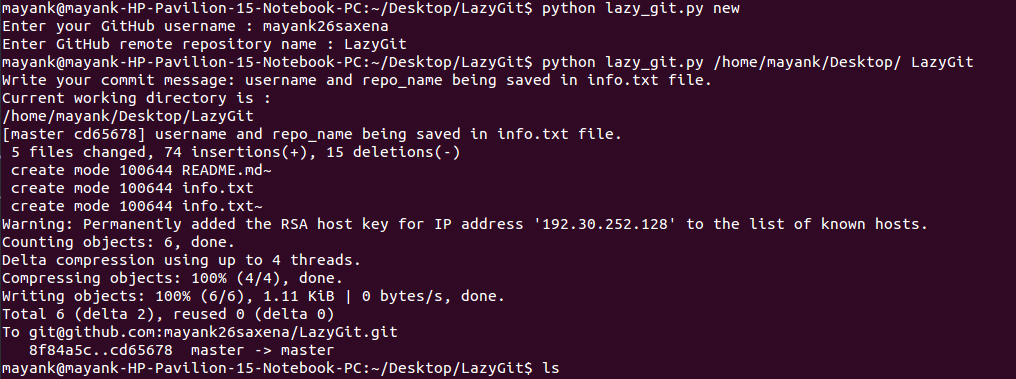 mayank@mayank-HP-Pavilion-15-Notebook-PC:~/Desktop/LazyGit$ python lazy_git.py new
Enter your GitHub username : mayank26saxena
Enter GitHub remote repository name : LazyGit
mayank@mayank-HP-Pavilion-15-Notebook-PC:~/Desktop/LazyGit$ python lazy_git.py /home/mayank/Desktop/ LazyGit
Write your commit message: username and repo_name being saved in info.txt file.
Current working directory is :
/home/mayank/Desktop/LazyGit
[master cd65678] username and repo_name being saved in info.txt file.
 5 files changed, 74 insertions(+), 15 deletions(-)
 create mode 100644 README.md~
 create mode 100644 info.txt
 create mode 100644 info.txt~
Warning: Permanently added the RSA host key for IP address '192.30.252.128' to the list of known hosts.
Counting objects: 6, done.
Delta compression using up to 4 threads.
Compressing objects: 100% (4/4), done.
Writing objects: 100% (6/6), 1.11 KiB | 0 bytes/s, done.
Total 6 (delta 2), reused 0 (delta 0)
To git@github.com:mayank26saxena/LazyGit.git
   8f84a5c..cd65678  master -> master
mayank@mayank-HP-Pavilion-15-Notebook-PC:~/Desktop/LazyGit$ ls